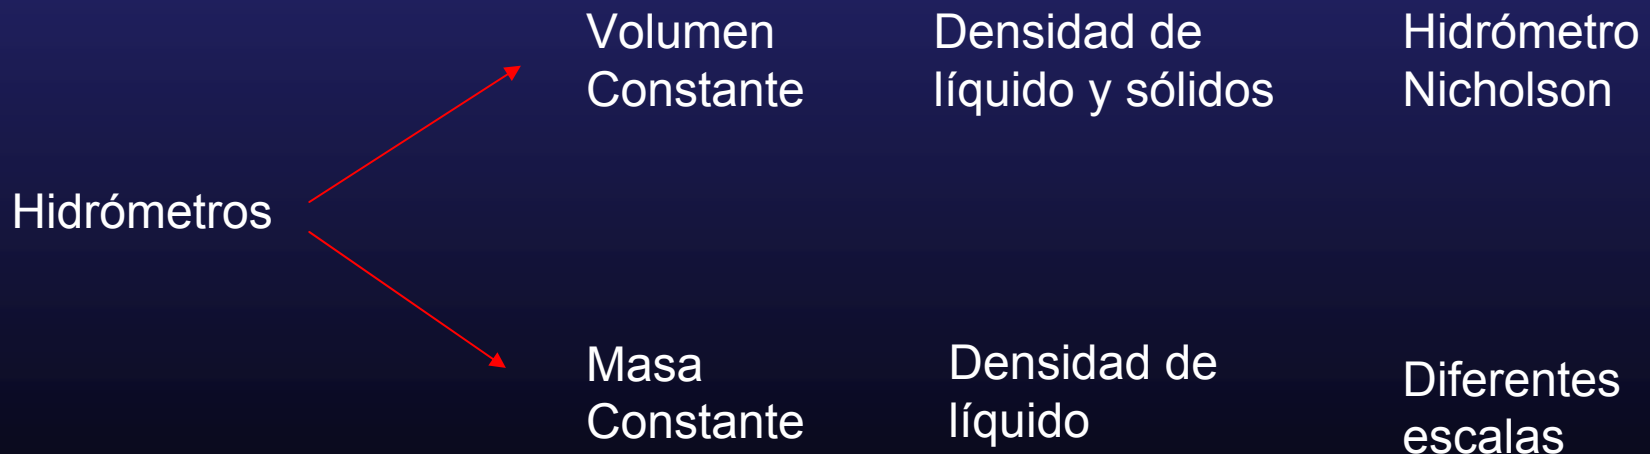 Volumen
Constante
Densidad de
líquido y sólidos
Hidrómetro
Nicholson
Hidrómetros
Masa
Constante
Densidad de
líquido
Diferentes
escalas